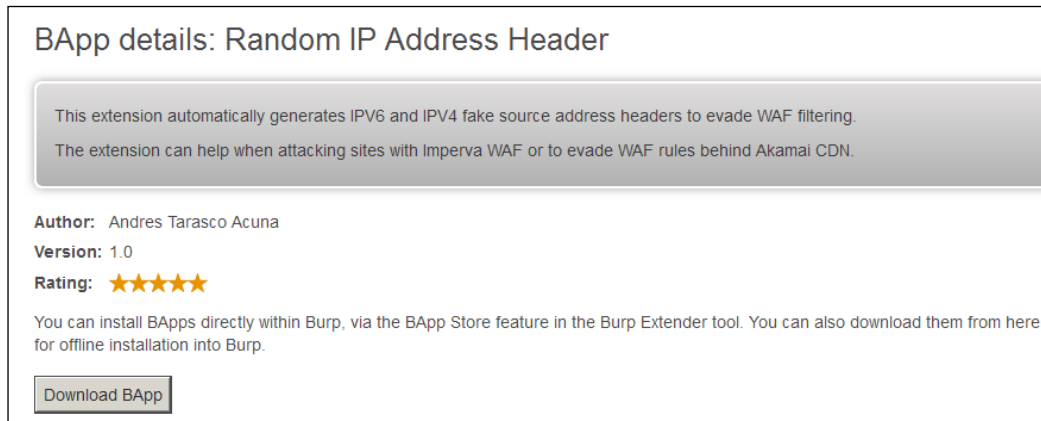 BApp details: Random IP Address Header
This extension automatically generates IPV6 and IPV4 fake source address headers to evade WAF filtering.
The extension can help when attacking sites with Imperva WAF or to evade WAF rules behind Akamai CDN.
Author: Andres Tarasco Acuna
Version: 1.0
Rating:
You can install BApps directly within Burp, via the BApp Store feature in the Burp Extender tool. You can also download them from here
for offline installation into Burp.
Download BApp